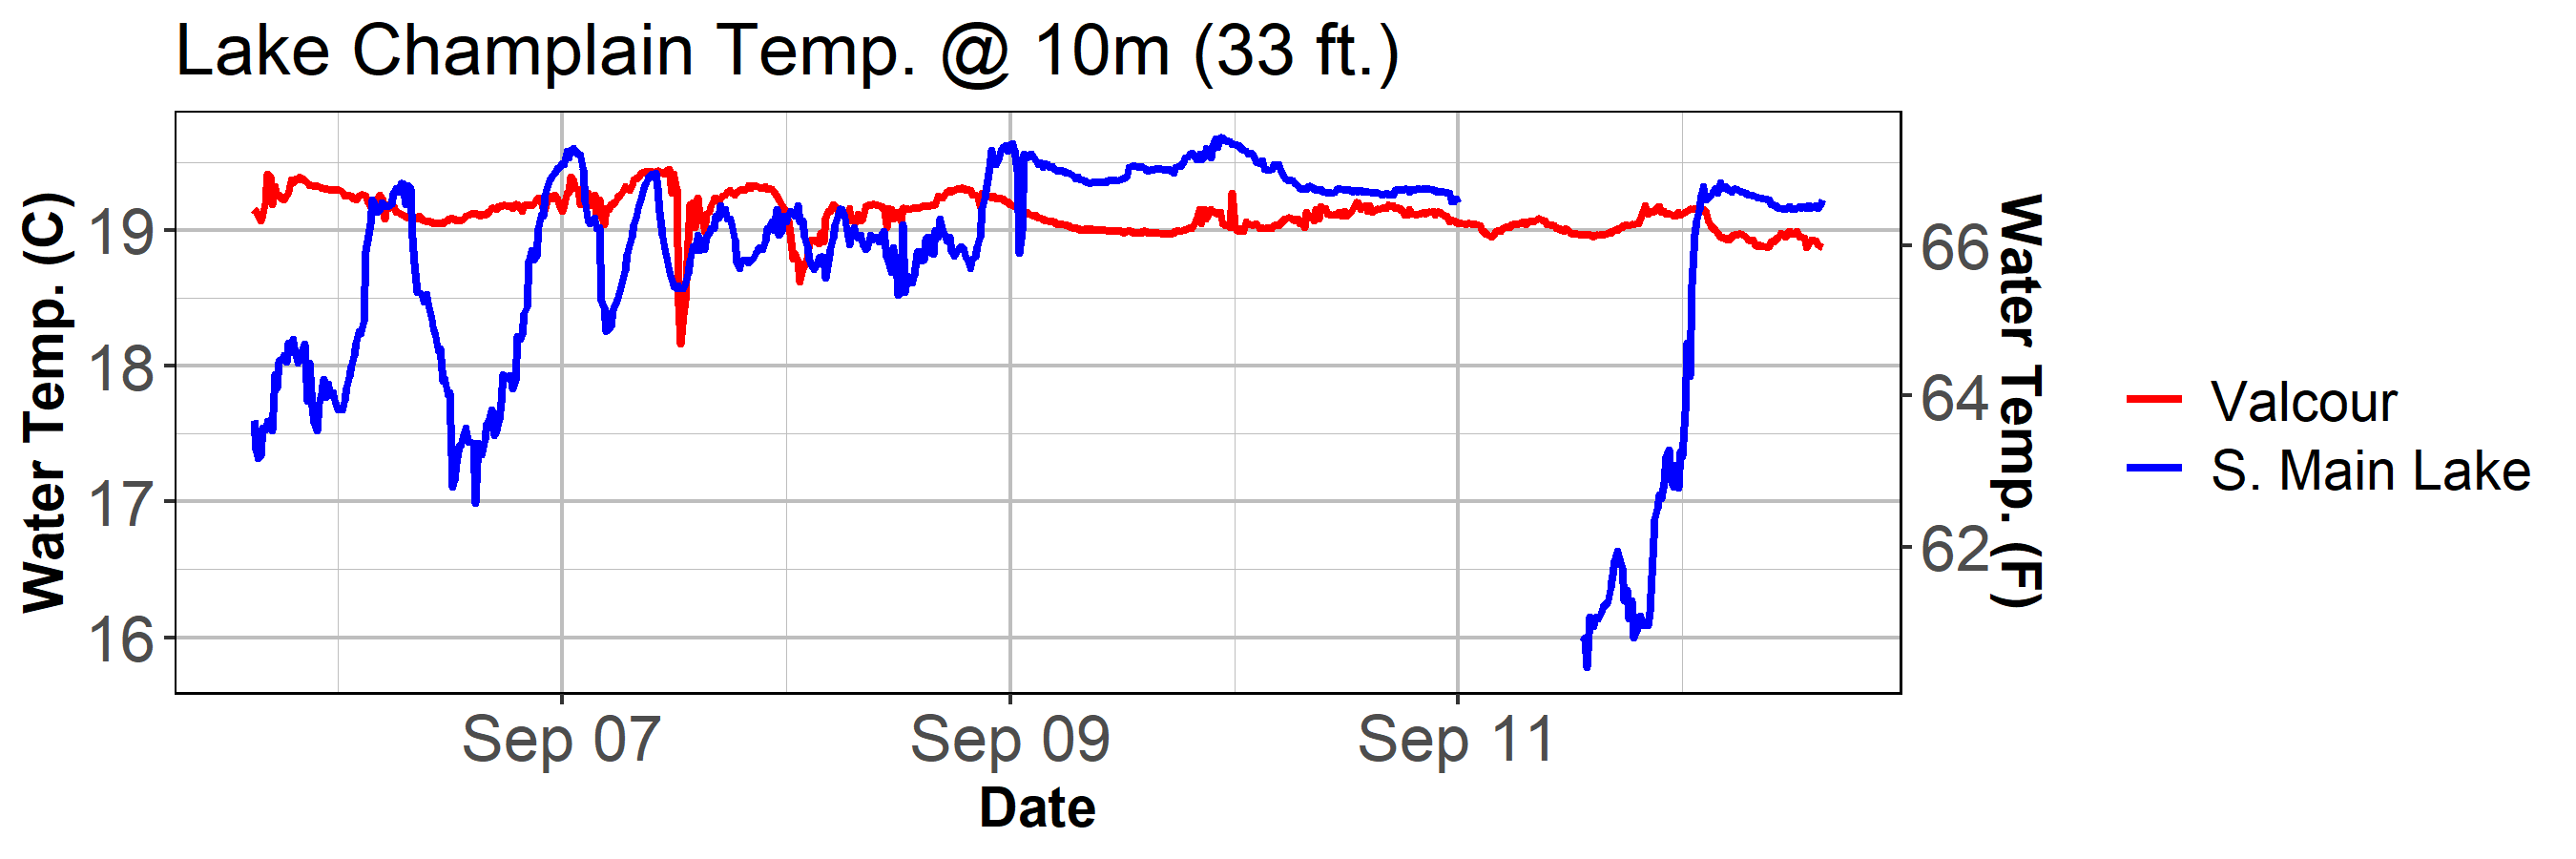 Lake Champlain Temp. @ 10m (33 ft.)
Water Temp. (C)
19
18
17
16
66
64
62
Water Temp. (F)
Sep 07
Sep 09
Sep 11
Date
Valcour
S. Main Lake